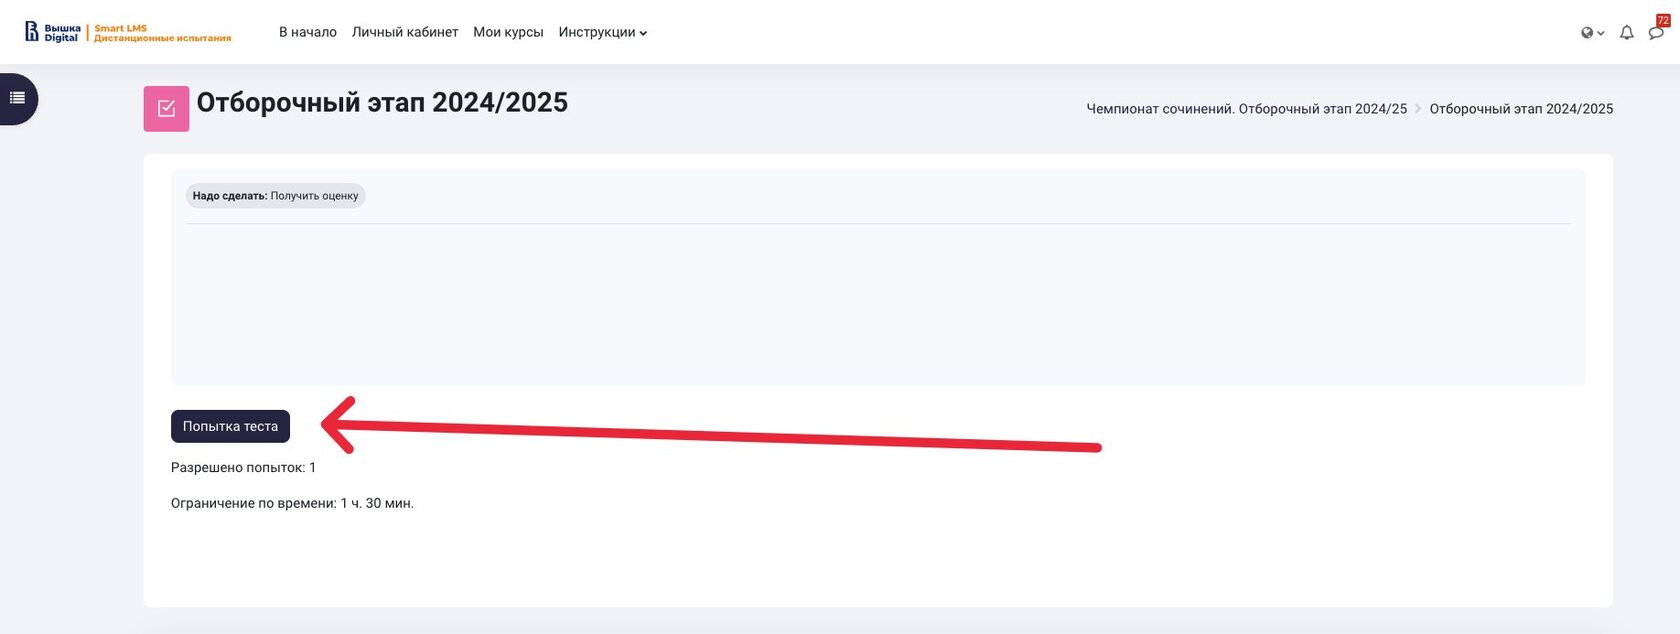 Вышка Digital
Smart LMS
Дистанционные испытания
В начало
Личный кабинет
Мои курсы
Инструкции
72
Отборочный этап 2024/2025
Чемпионат сочинений. Отборочный этап 2024/25
Отборочный этап 2024/2025
Надо сделать: Получить оценку
Попытка теста
Разрешено попыток: 1
Ограничение по времени: 1 ч. 30 мин.